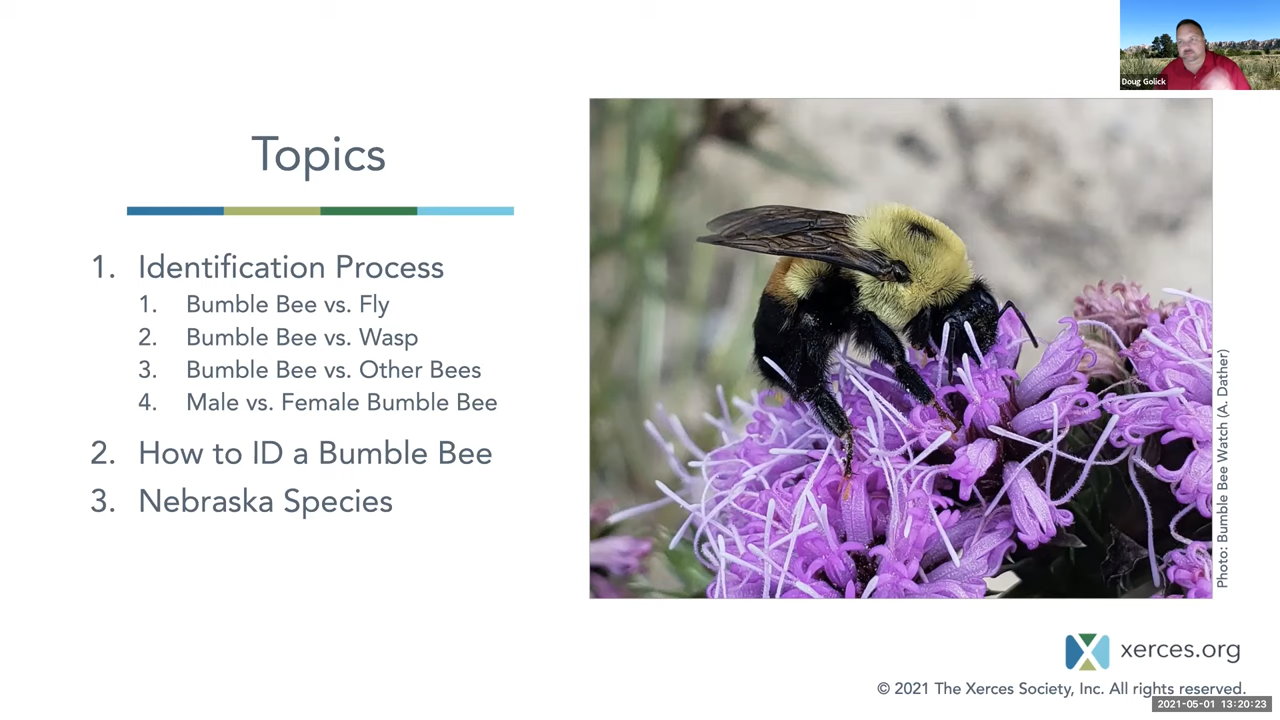 Doug Golick
Topics
1. Identification Process
1. Bumble Bee vs. Fly
2. Bumble Bee vs. Wasp
3. Bumble Bee vs. Other Bees
4. Male vs. Female Bumble Bee
2. How to ID a Bumble Bee
3. Nebraska Species
Photo: Bumble Bee Watch (A. Dather)
xerces.org
© 2021 The Xerces Society, Inc. All rights reserved.
2021-05-01 13:20:23